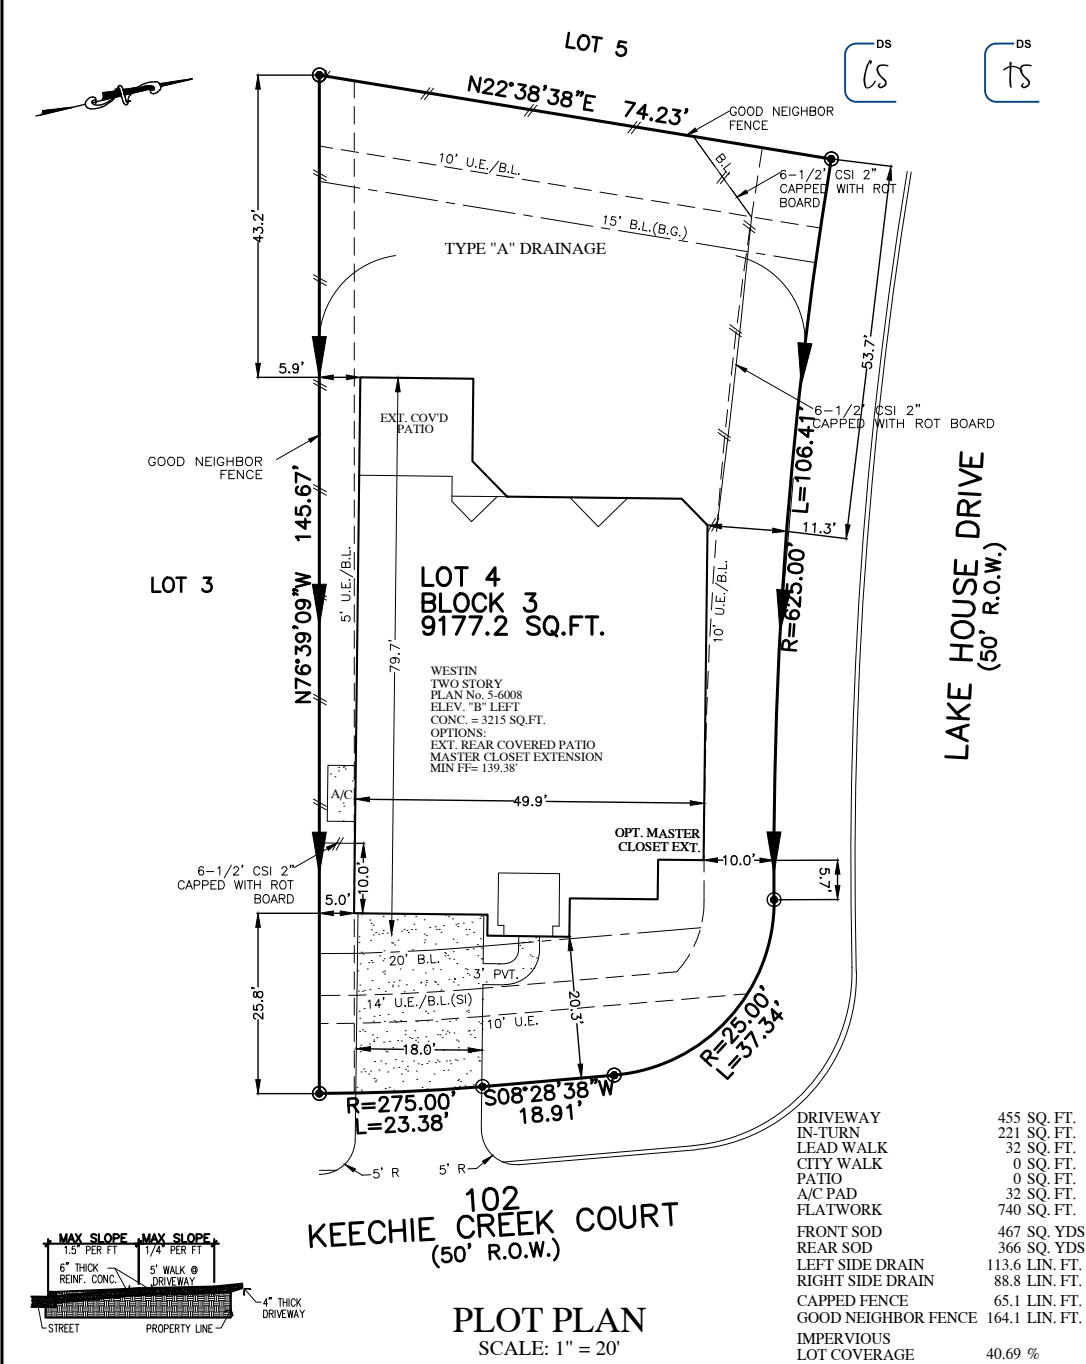 LOT 5
DS
CS
DS
TS
N22°38'38"E 74.23'
GOOD NEIGHBOR
FENCE
10' U.E./B.L.
B.L.
6-1/2' CSI 2"
CAPPED WITH ROT
BOARD
15' B.L.(B.G.)
43.2'
TYPE "A" DRAINAGE
53.7'
5.9'
EXT. COV'D
PATIO
6-1/2' CSI 2"
CAPPED WITH ROT BOARD
GOOD NEIGHBOR
FENCE
N76°39'09"W 145.67'
L=106.41'
R=625.00'
11.3'
LAKE HOUSE DRIVE
(50' R.O.W.)
LOT 3
5' U.E./B.L.
10' U.E./B.L.
LOT 4
BLOCK 3
9177.2 SQ.FT.
79.7'
WESTIN
TWO STORY
PLAN No. 5-6008
ELEV. "B" LEFT
CONC. = 3215 SQ.FT.
OPTIONS:
EXT. REAR COVERED PATIO
MASTER CLOSET EXTENSION
MIN FF= 139.38'
A/C
49.9'
OPT. MASTER
CLOSET EXT.
10.0'
5.7'
6-1/2' CSI 2"
CAPPED WITH ROT
BOARD
10.0'
5.0'
20' B.L.
3' PVT.
14' U.E./B.L.(SI)
10' U.E.
25.8'
20.3'
18.0'
R=25.00'
L=37.34'
R=275.00'
L=23.38'
S08°28'38"W
18.91'
5' R
5' R
102
KEECHIE CREEK COURT
(50' R.O.W.)
DRIVEWAY 455 SQ. FT.
IN-TURN 221 SQ. FT.
LEAD WALK 32 SQ. FT.
CITY WALK 0 SQ. FT.
PATIO 0 SQ. FT.
A/C PAD 32 SQ. FT.
FLATWORK 740 SQ. FT.
FRONT SOD 467 SQ. YDS
REAR SOD 366 SQ. YDS
LEFT SIDE DRAIN 113.6 LIN. FT.
RIGHT SIDE DRAIN 88.8 LIN. FT.
CAPPED FENCE 65.1 LIN. FT.
GOOD NEIGHBOR FENCE 164.1 LIN. FT.
IMPERVIOUS
LOT COVERAGE 40.69 %
MAX SLOPE MAX SLOPE
1.5" PER FT 1/4" PER FT
6" THICK
REINF. CONC.
5' WALK @
DRIVEWAY
4" THICK
DRIVEWAY
STREET
PROPERTY LINE
PLOT PLAN
SCALE: 1" = 20'